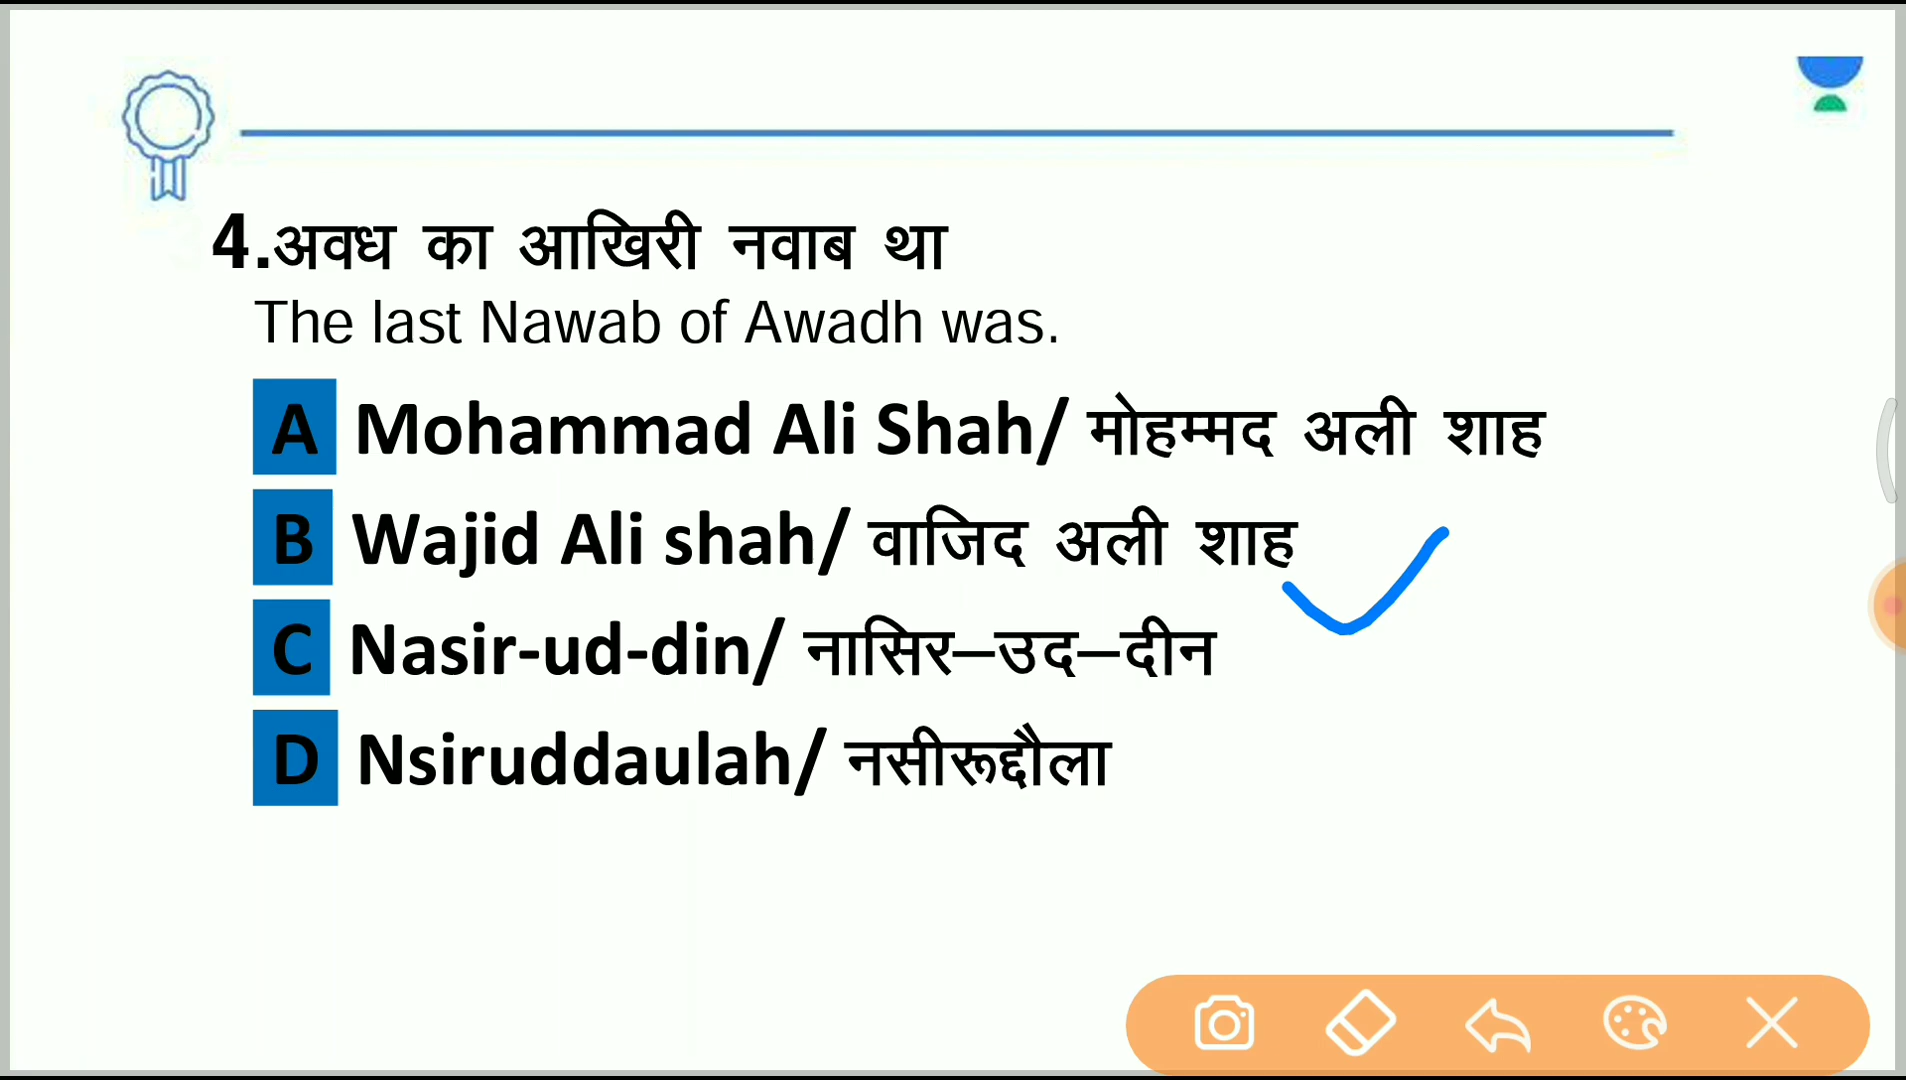 4.अवध का आखिरी नवाब था
The last Nawab of Awadh was.
A Mohammad Ali Shah/ मोहम्मद अली शाह
B Wajid Ali shah/ वाजिद अली शाह
C Nasir-ud-din/ नासिर–उद–दीन
D Nsiruddaulah/ नसीरूद्दौला